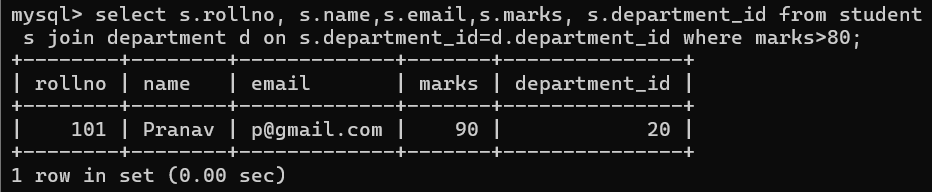 mysql> select s.rollno, s.name,s.email,s.marks, s.department_id from student
 s join department d on s.department_id=d.department_id where marks>80;
+--------+--------+-------------+-------+---------------+
| rollno | name   | email       | marks | department_id |
+--------+--------+-------------+-------+---------------+
|    101 | Pranav | p@gmail.com |    90 |            20 |
+--------+--------+-------------+-------+---------------+
1 row in set (0.00 sec)